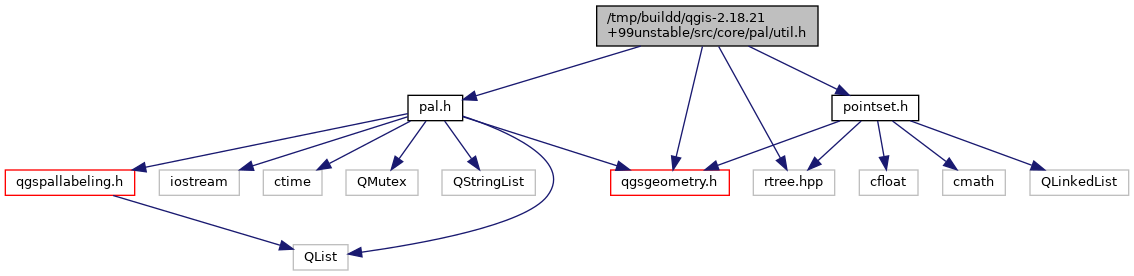 /tmp/buildd/qgis-2.18.21
+99unstable/src/core/pal/util.h
pal.h
pointset.h
qgspallabeling.h
iostream
ctime
QMutex
QStringList
qgsgeometry.h
rtree.hpp
cfloat
cmath
QLinkedList
QList